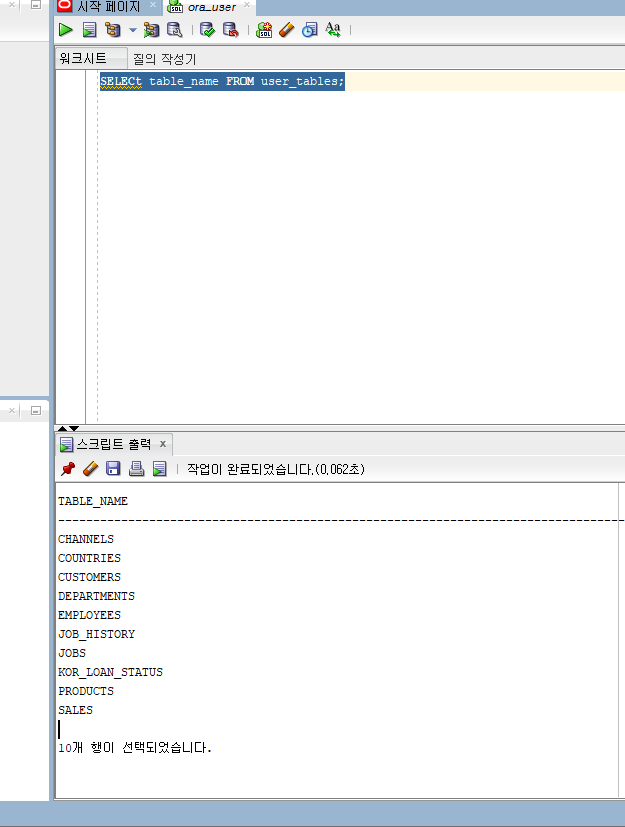 시작 페이지
ora_user
워크시트 질의 작성기
SELECt table_name FROM user_tables;
스크립트 출력
작업이 완료되었습니다.(0,062초)
TABLE_NAME
--------------------------------------------------------------------------------
CHANNELS
COUNTRIES
CUSTOMERS
DEPARTMENTS
EMPLOYEES
JOB_HISTORY
JOBS
KOR_LOAN_STATUS
PRODUCTS
SALES
10개 행이 선택되었습니다.